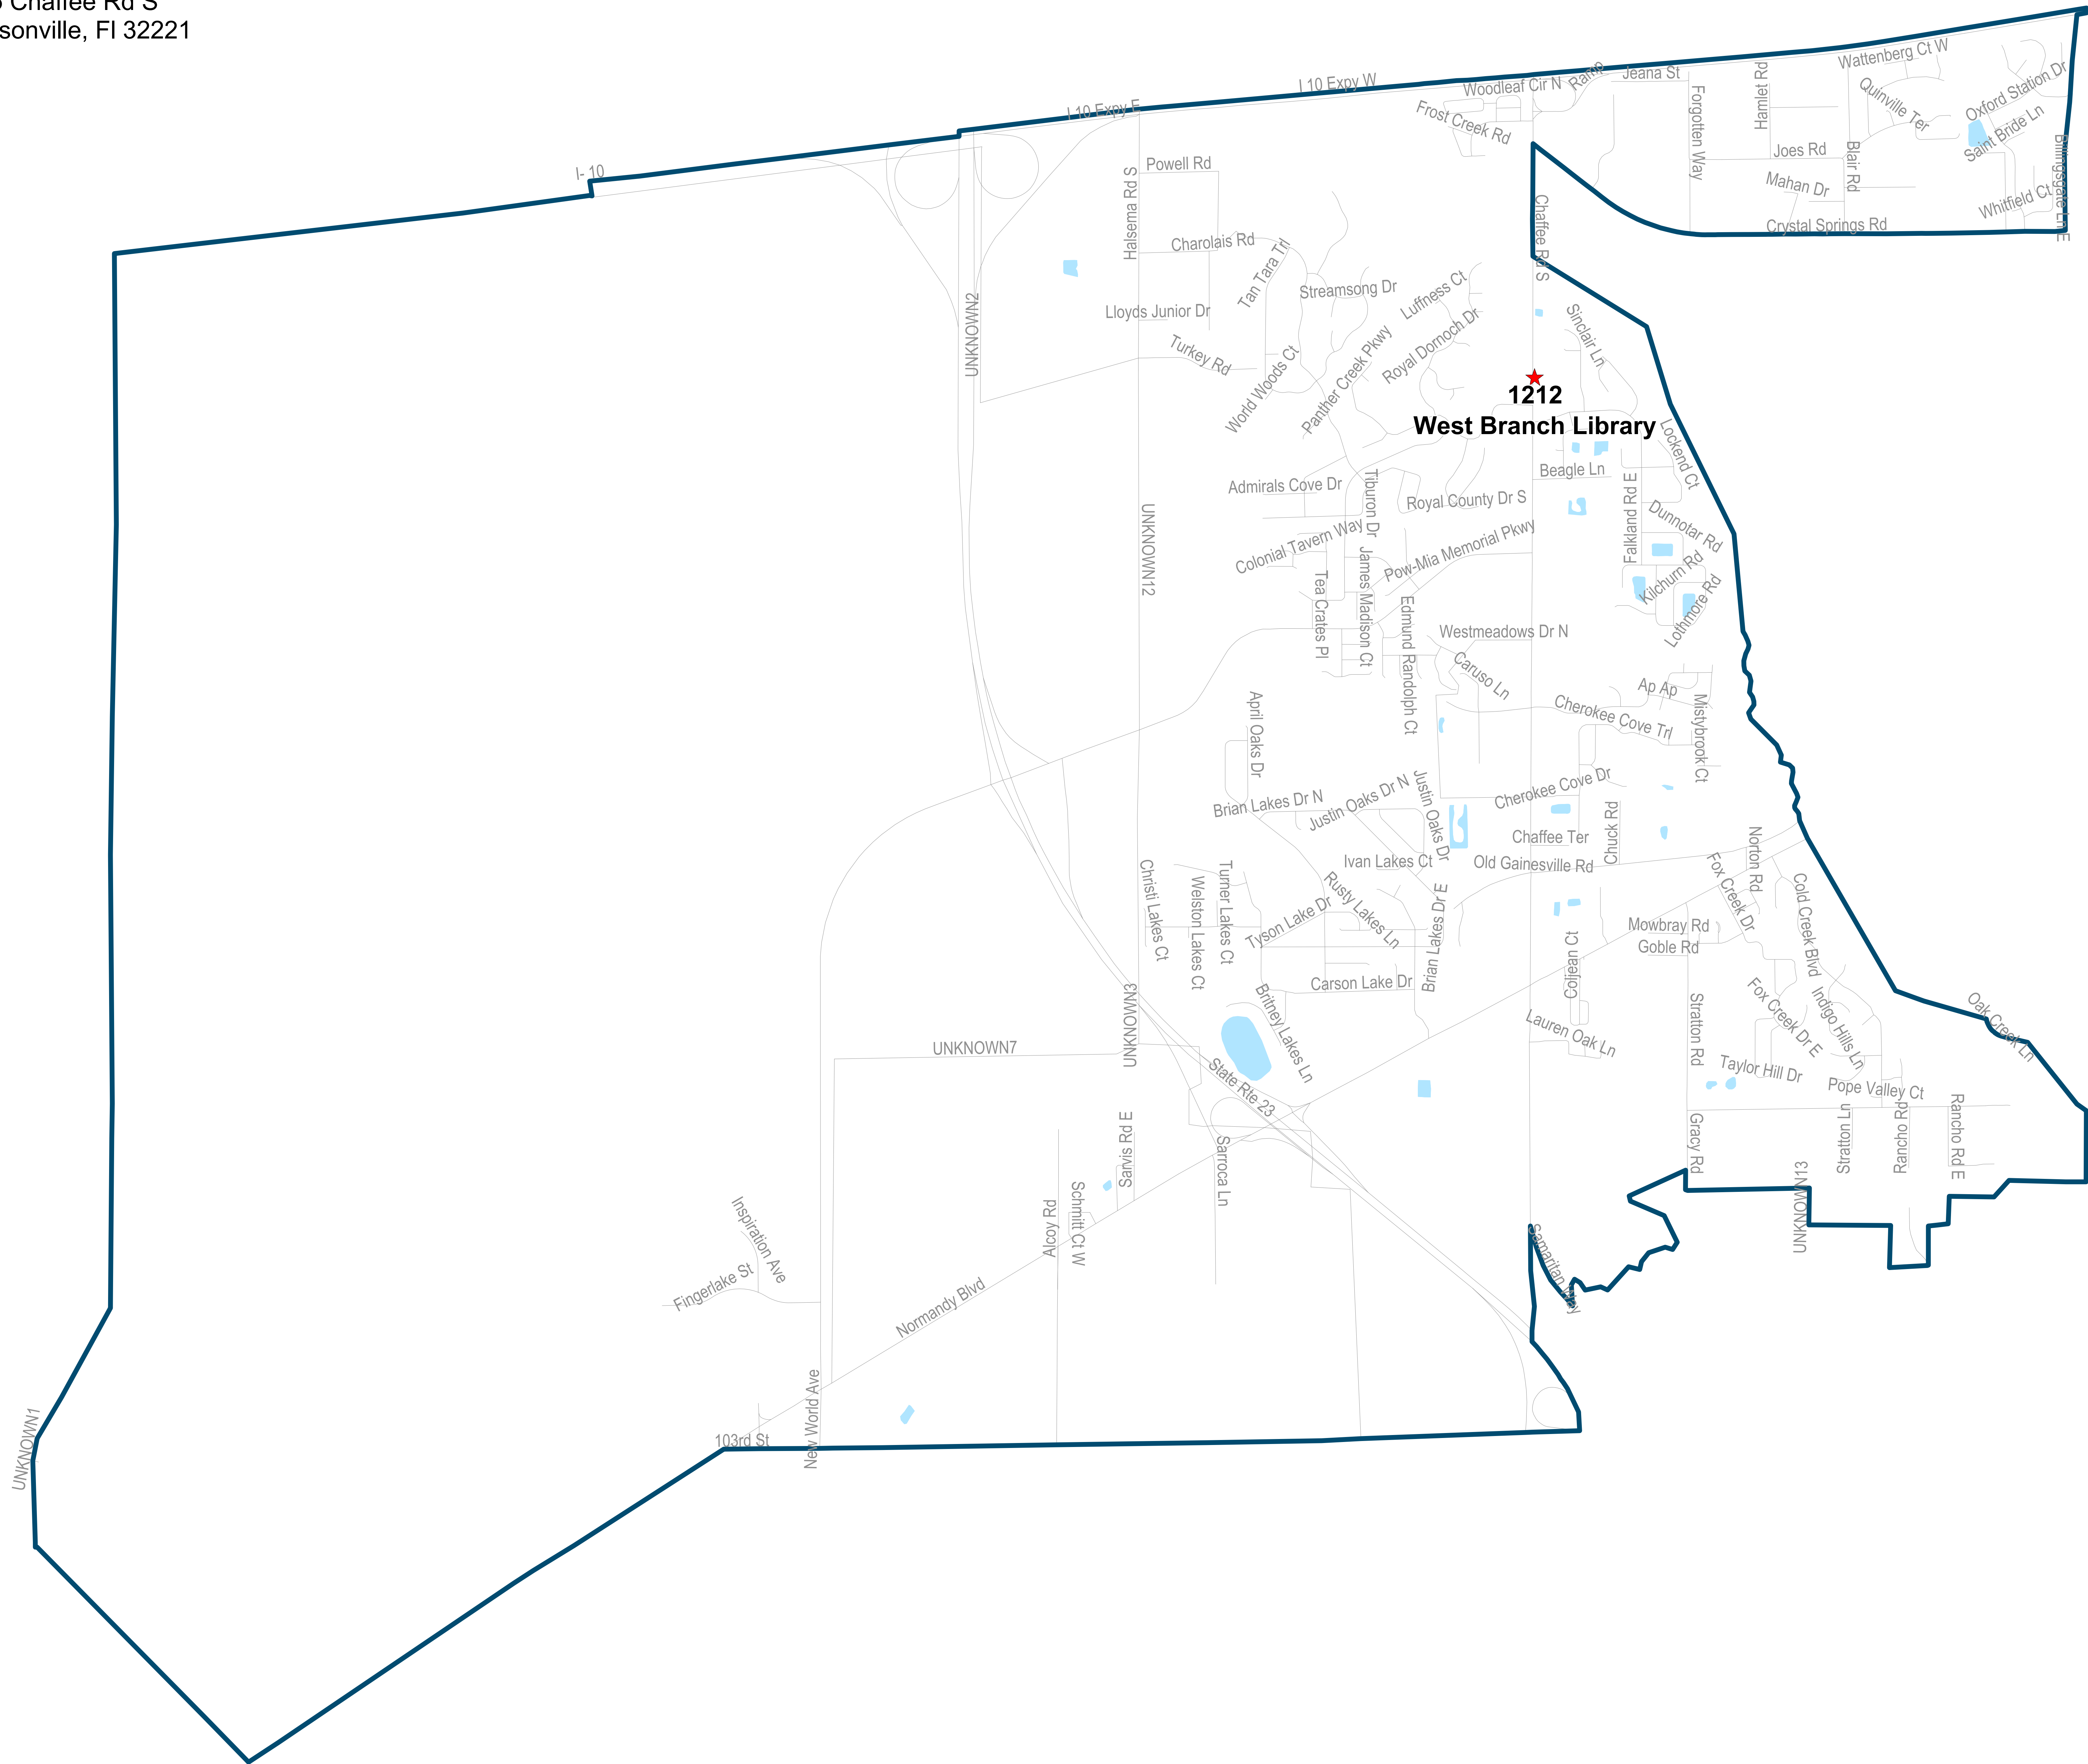 Chaffee Rd S
sonville, Fl 32221
I- 10
I 10 Expy E
I 10 Expy W
Woodleaf Cir N
Ramp
Jeana St
Wattenberg Ct W
Frost Creek Rd
Forgotten Way
Hamlet Rd
Quinville Ter
Oxford Station Dr
Saint Bride Ln
Billingsgate Ln E
Joes Rd
Blair Rd
Mahan Dr
Whitfield Ct
Crystal Springs Rd
Powell Rd
Halsema Rd S
Charolais Rd
Tan Tara Trl
Chaffee Rd S
Streamsong Dr
Luffness Ct
Lloyds Junior Dr
UNKNOWN2
Turkey Rd
World Woods Ct
Panther Creek Pkwy
Royal Dornoch Dr
Sinclair Ln
1212
West Branch Library
Lockend Ct
Beagle Ln
Admirals Cove Dr
Tiburon Dr
Royal County Dr S
Falkland Rd E
Dunnotar Rd
UNKNOWN12
Colonial Tavern Way
Pow-Mia Memorial Pkwy
Kilchurn Rd
Lothmore Rd
Tea Crates Pl
James Madison Ct
Edmund Randolph Ct
Westmeadows Dr N
Caruso Ln
Ap Ap
Mistybrook Ct
Cherokee Cove Trl
April Oaks Dr
Brian Lakes Dr N
Justin Oaks Dr N
Justin Oaks Dr
Cherokee Cove Dr
Chuck Rd
Chaffee Ter
Ivan Lakes Ct
Old Gainesville Rd
Norton Rd
Fox Creek Dr
Cold Creek Blvd
Christi Lakes Ct
Welston Lakes Ct
Turner Lakes Ct
Rusty Lakes Ln
Tyson Lake Dr
Brian Lakes Dr E
Mowbray Rd
Goble Rd
Coljean Ct
Carson Lake Dr
Britney Lakes Ln
UNKNOWN3
UNKNOWN7
Lauren Oak Ln
Stratton Rd
Fox Creek Dr E
Indigo Hills Ln
Oak Creek Ln
State Rte 23
Taylor Hill Dr
Pope Valley Ct
Gracy Rd
Stratton Ln
Rancho Rd
Rancho Rd E
UNKNOWN13
Sarvis Rd E
Sarroca Ln
Schmitt Ct W
Alcoy Rd
Inspiration Ave
Fingerlake St
Normandy Blvd
Samaritan Way
New World Ave
103rd St
UNKNOWN1